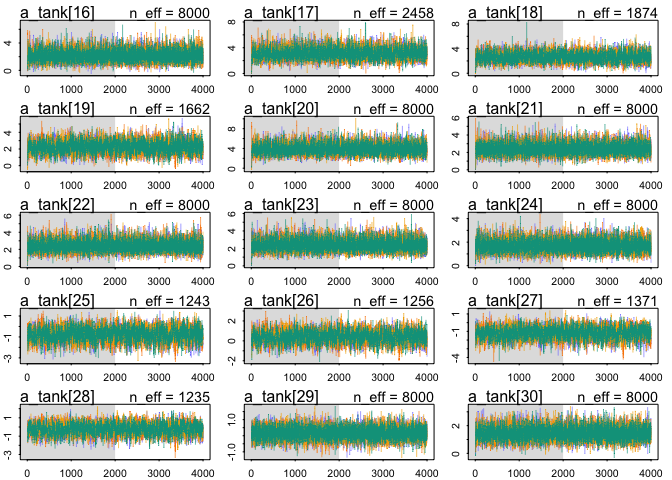 a_tank[16] n_eff = 8000 a_tank[17] n_eff = 2458 a_tank[18] n_eff = 1874
0 2 4 0 2 4 6 8 0 2 4 6 8
0 1000 2000 3000 4000 0 1000 2000 3000 4000 0 1000 2000 3000 4000
a_tank[19] n_eff = 1662 a_tank[20] n_eff = 8000 a_tank[21] n_eff = 8000
0 2 4 0 4 8 0 2 4 6
0 1000 2000 3000 4000 0 1000 2000 3000 4000 0 1000 2000 3000 4000
a_tank[22] n_eff = 8000 a_tank[23] n_eff = 8000 a_tank[24] n_eff = 8000
0 2 4 6 0 2 4 6 0 2 4
0 1000 2000 3000 4000 0 1000 2000 3000 4000 0 1000 2000 3000 4000
a_tank[25] n_eff = 1243 a_tank[26] n_eff = 1256 a_tank[27] n_eff = 1371
-3 -1 1 -2 0 2 -4 -1 1
0 1000 2000 3000 4000 0 1000 2000 3000 4000 0 1000 2000 3000 4000
a_tank[28] n_eff = 1235 a_tank[29] n_eff = 8000 a_tank[30] n_eff = 8000
-3 -1 1 -1.0 1.0 0 2
0 1000 2000 3000 4000 0 1000 2000 3000 4000 0 1000 2000 3000 4000